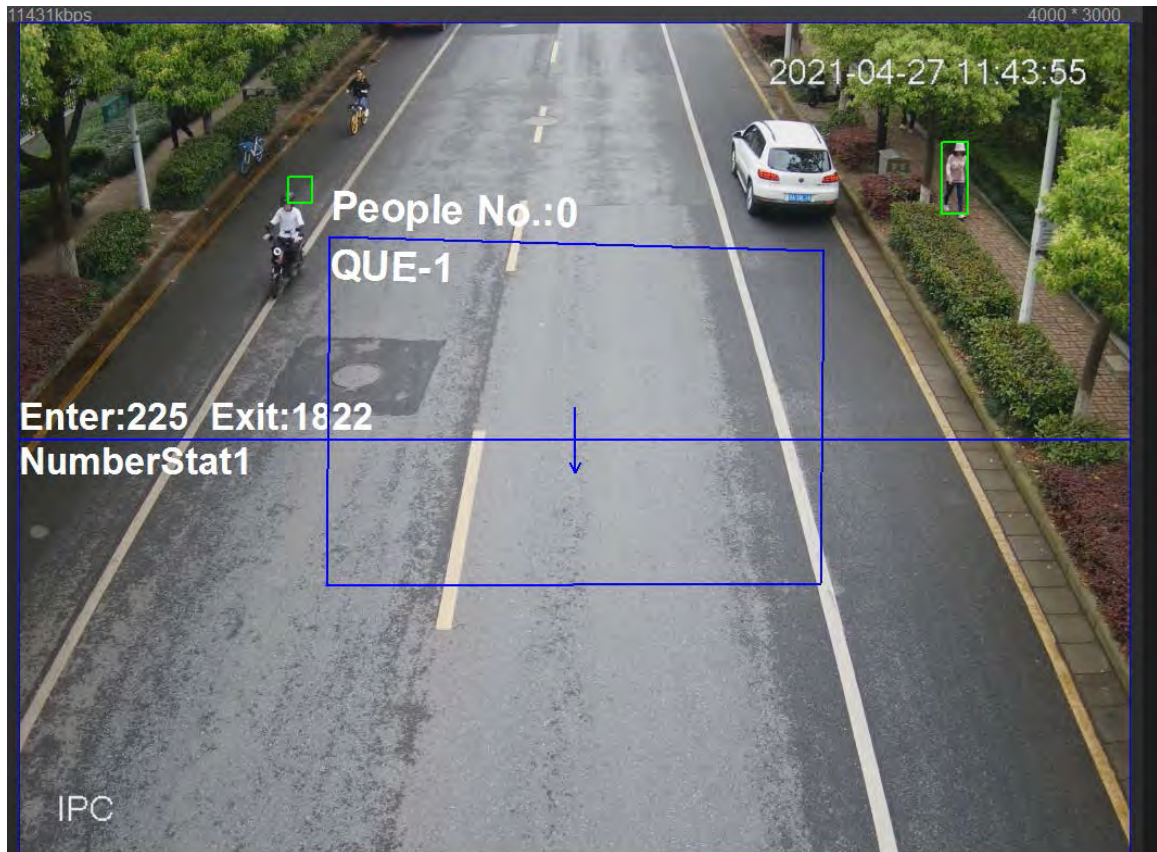 11431kbps
4000 * 3000
2021-04-27 11:43:55
People No.:0
QUE-1
Enter:225 Exit:1822
NumberStat1
IPC